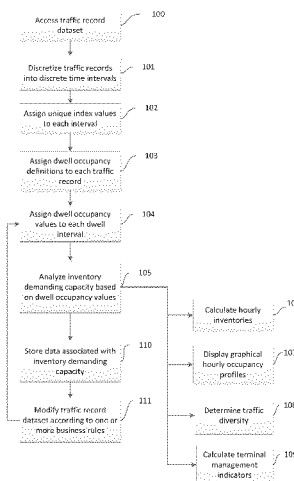 Access traffic record
dataset
100
Discretize traffic records
into discrete time intervals
101
Assign unique index values
to each interval
102
Assign dwell occupancy
definitions to each traffic
record
103
Assign dwell occupancy
values to each dwell
interval.
104
Analyze inventory
demanding capacity based
on dwell occupancy values
105
Calculate hourly
inventories
10
Display graphical
hourly occupancy
profiles
107
Determine traffic
diversity
108
Calculate terminal
management
indicators
109
Store data associated with
inventory demanding
capacity
110
Modify traffic record
dataset according to one or
more business rules
111